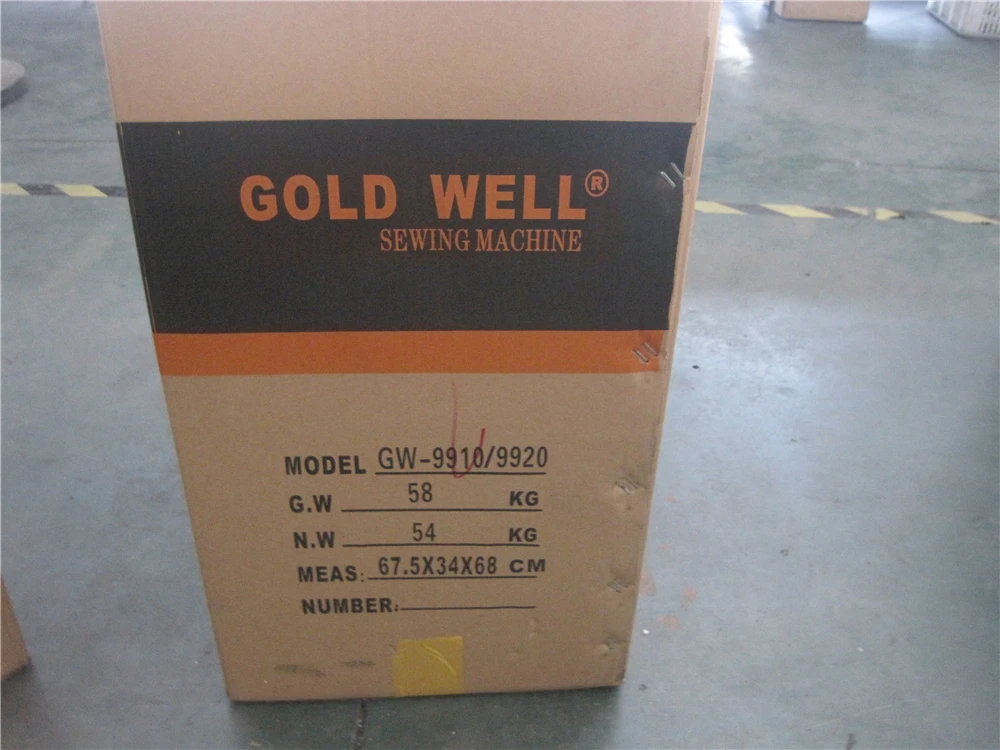 GOLD WELL®
SEWING MACHINE
MODEL GW-9910/9920
G.W 58 KG
N.W 54 KG
MEAS: 67.5X34X68 CM
NUMBER: